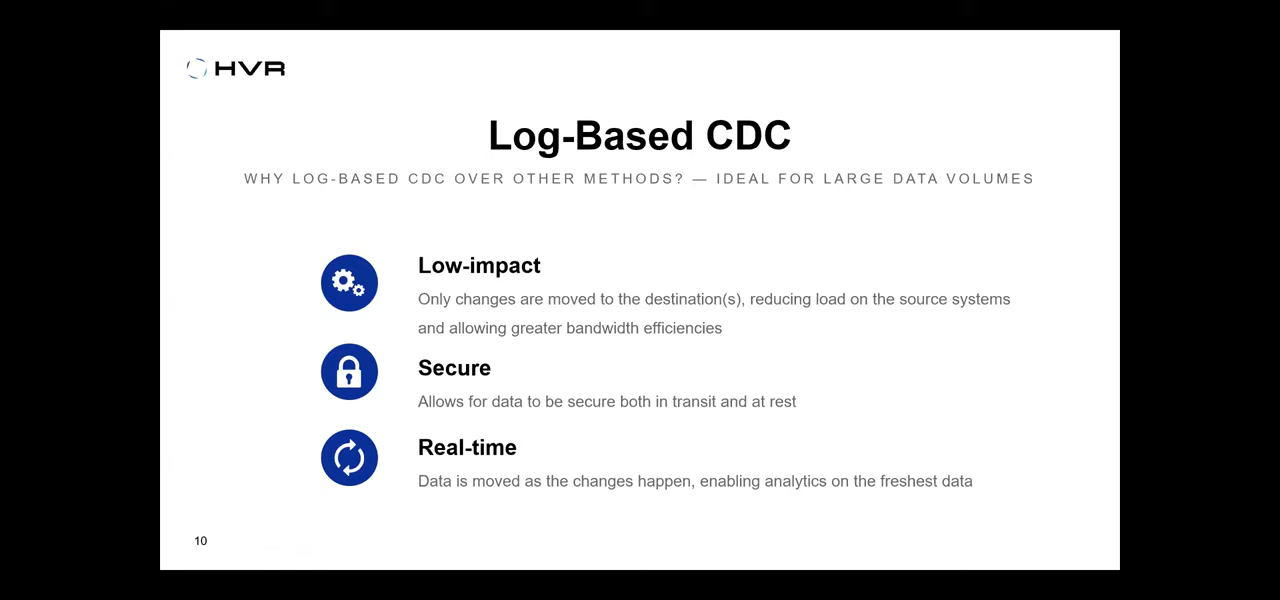 HVR
Log-Based CDC
WHY LOG-BASED CDC OVER OTHER METHODS? — IDEAL FOR LARGE DATA VOLUMES
Low-impact
Only changes are moved to the destination(s), reducing load on the source systems
and allowing greater bandwidth efficiencies
Secure
Allows for data to be secure both in transit and at rest
Real-time
Data is moved as the changes happen, enabling analytics on the freshest data
10